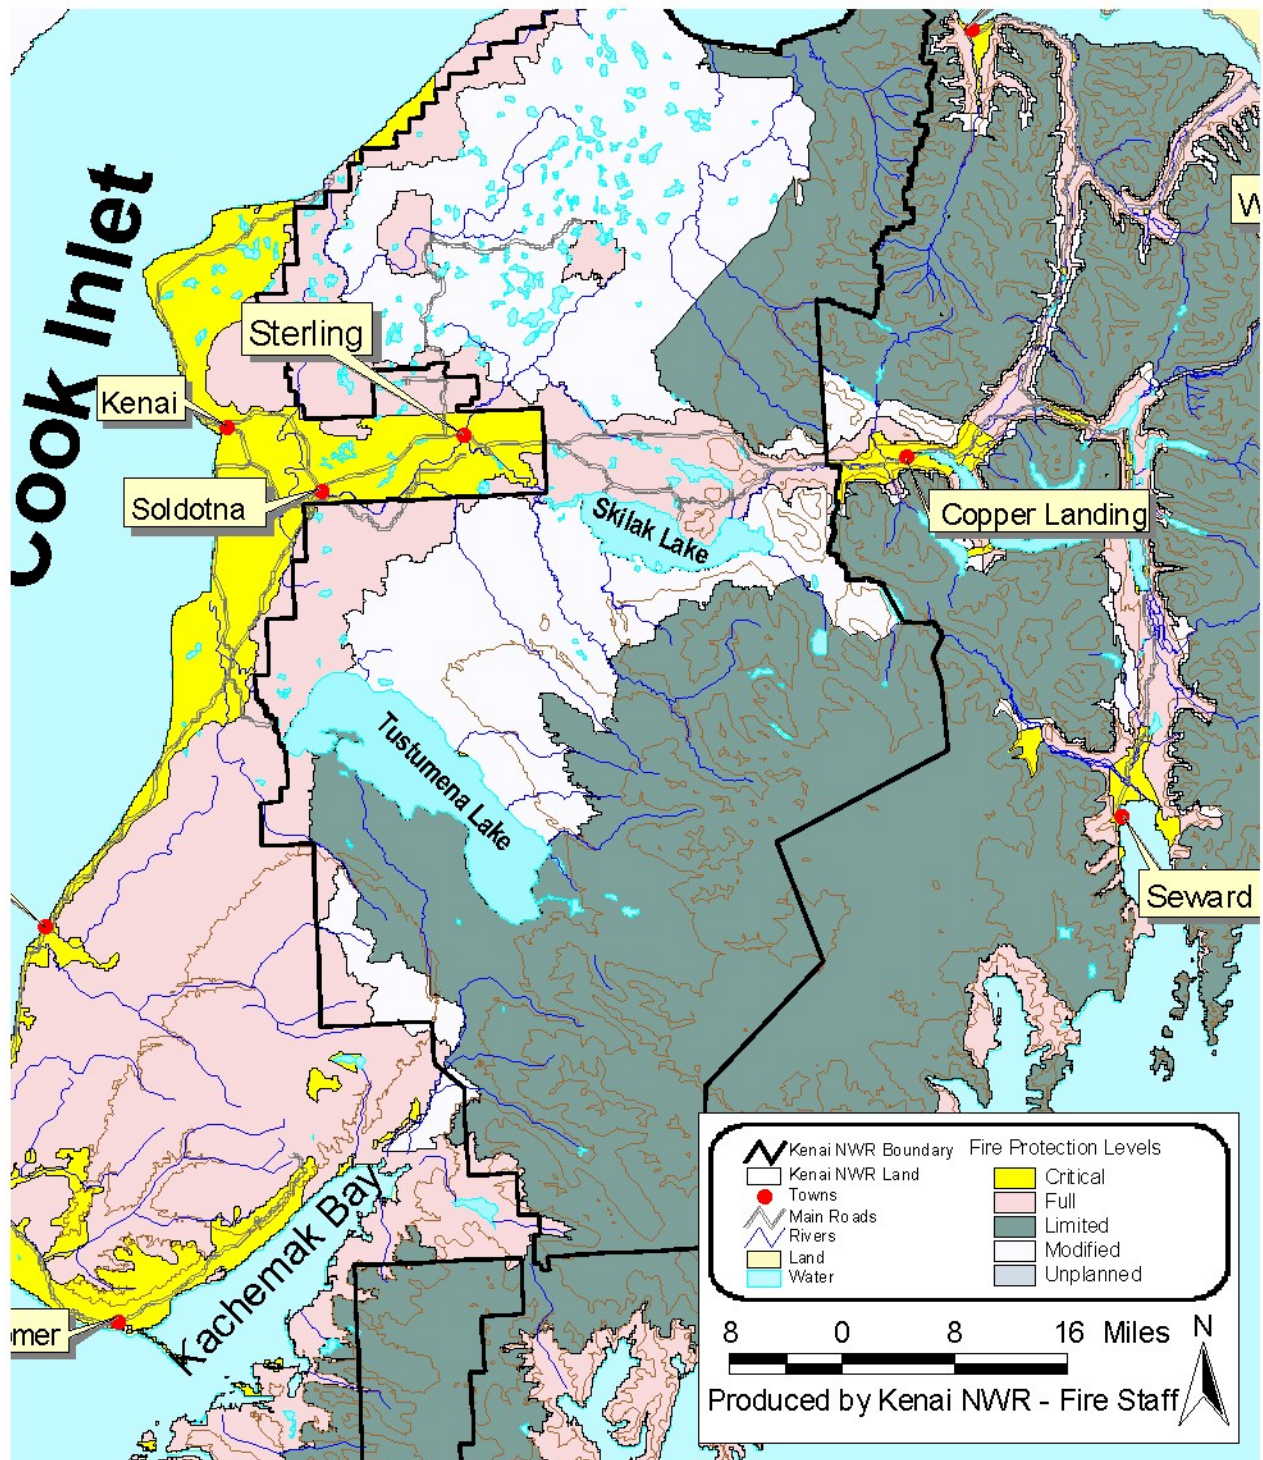 Cook Inlet
W
Sterling
Kenai
Soldotna
Skilak Lake
Copper Landing
Tustumena Lake
Seward
Kachemak Bay
omer
Kenai NWR Boundary
Kenai NWR Land
Towns
Main Roads
Rivers
Land
Water
Fire Protection Levels
Critical
Full
Limited
Modified
Unplanned
8 0 8 16 Miles
N
Produced by Kenai NWR - Fire Staff